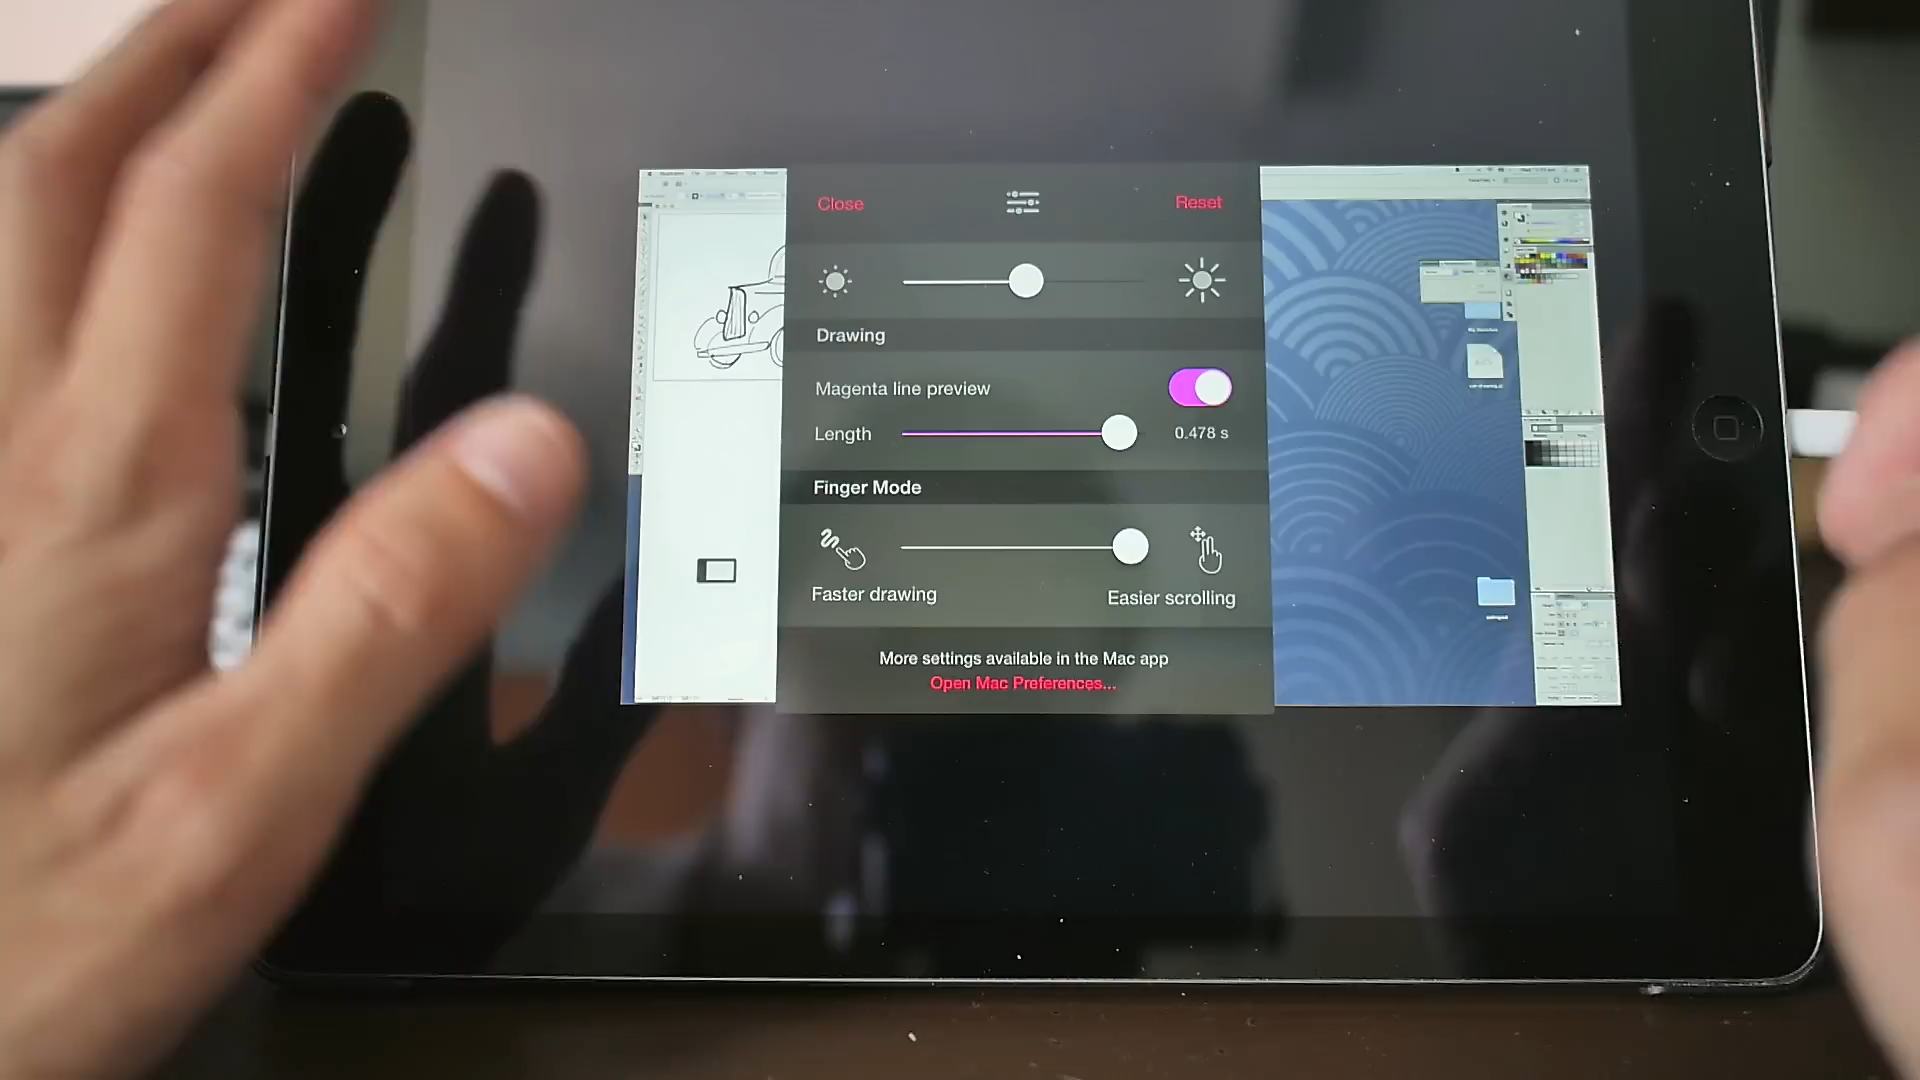 Close
Reset
Drawing
Magenta line preview
Length
0.478 s
Finger Mode
Faster drawing
Easier scrolling
More settings available in the Mac app
Open Mac Preferences...